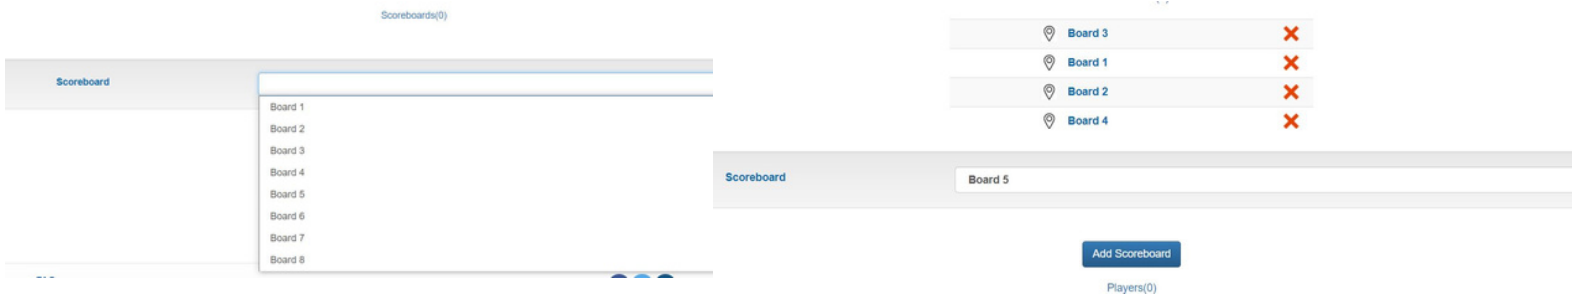 Scoreboards(0)
Scoreboard
Board 1
Board 2
Board 3
Board 4
Board 5
Board 6
Board 7
Board 8
Board 3
Board 1
Board 2
Board 4
Scoreboard
Board 5
Add Scoreboard
Players(0)